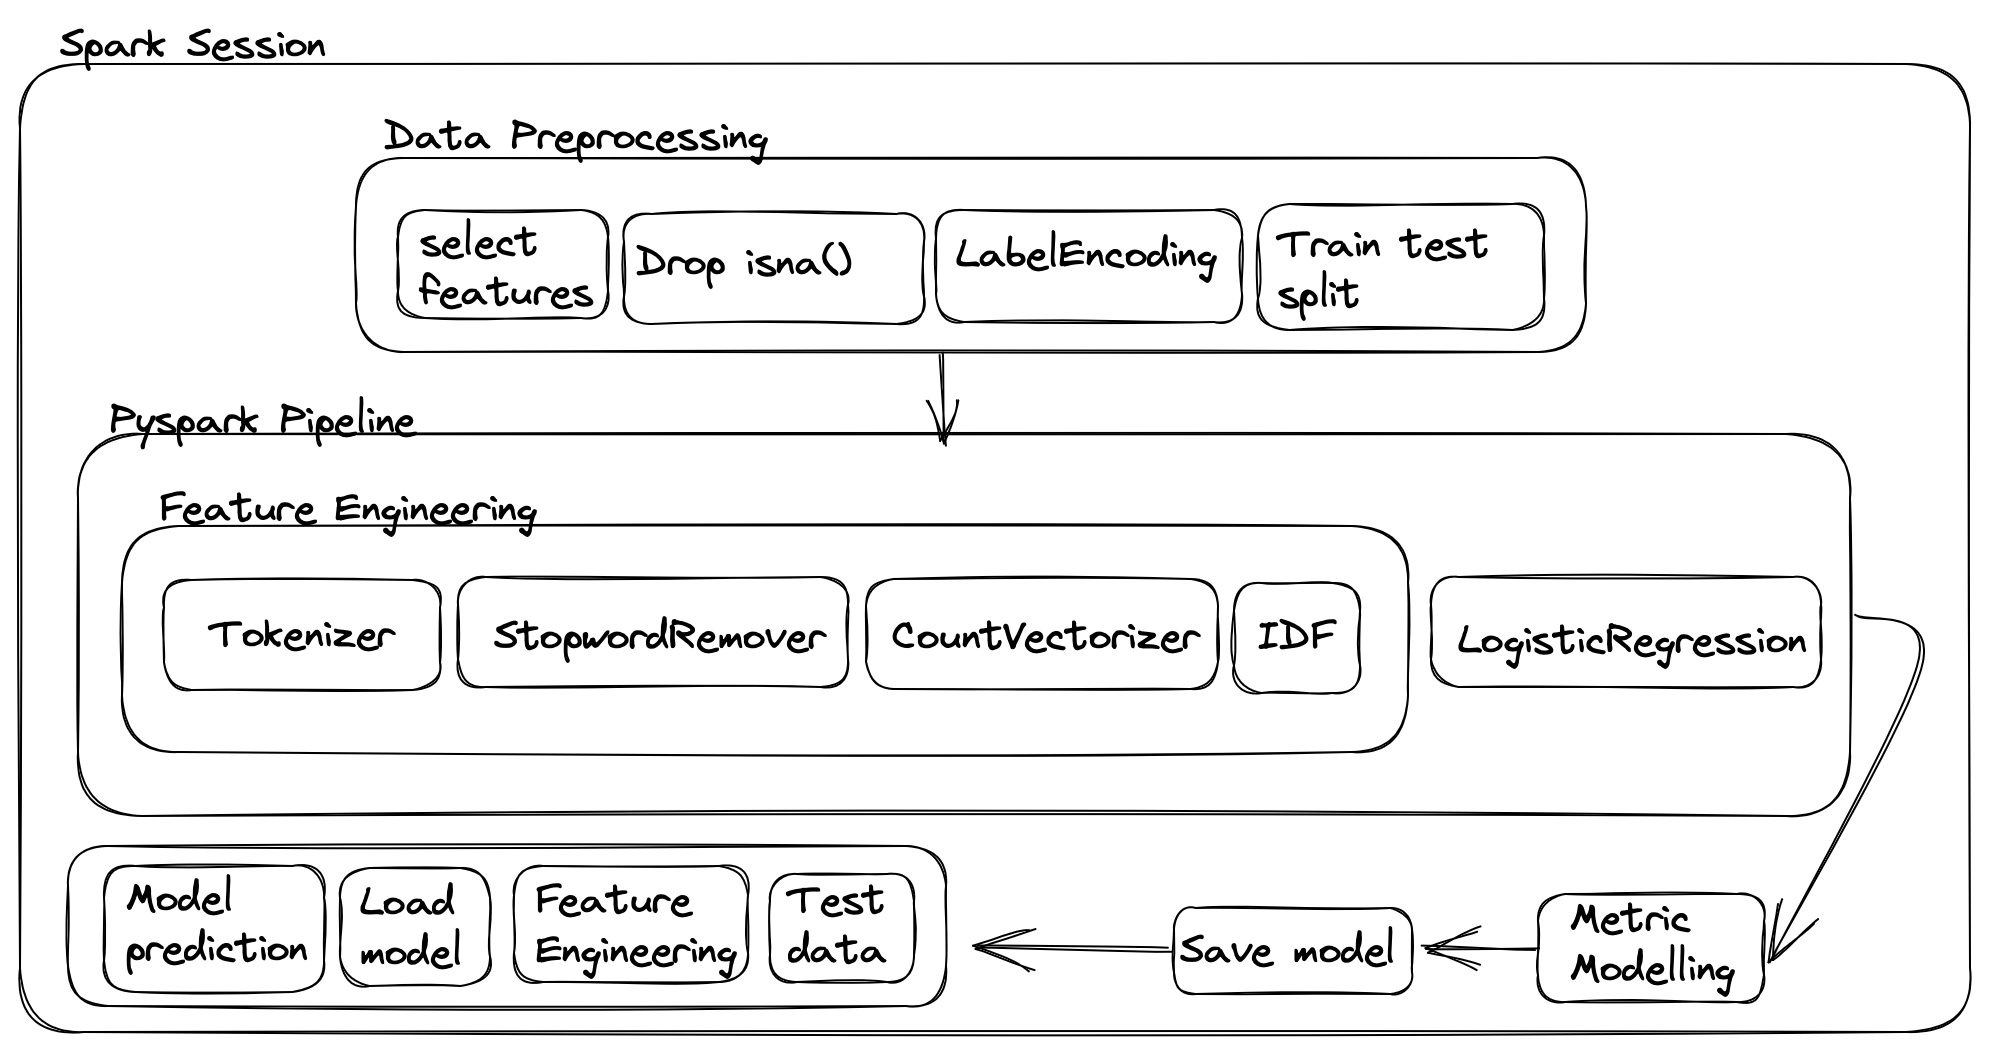 Spark Session
Data Preprocessing
select
features
Drop isna()
LabelEncoding
Train test
split
Pyspark Pipeline
Feature Engineering
Tokenizer
StopwordRemover
CountVectorizer
IDF
LogisticRegression
Model
prediction
Load
model
Feature
Engineering
Test
data
Save model
Metric
Modelling